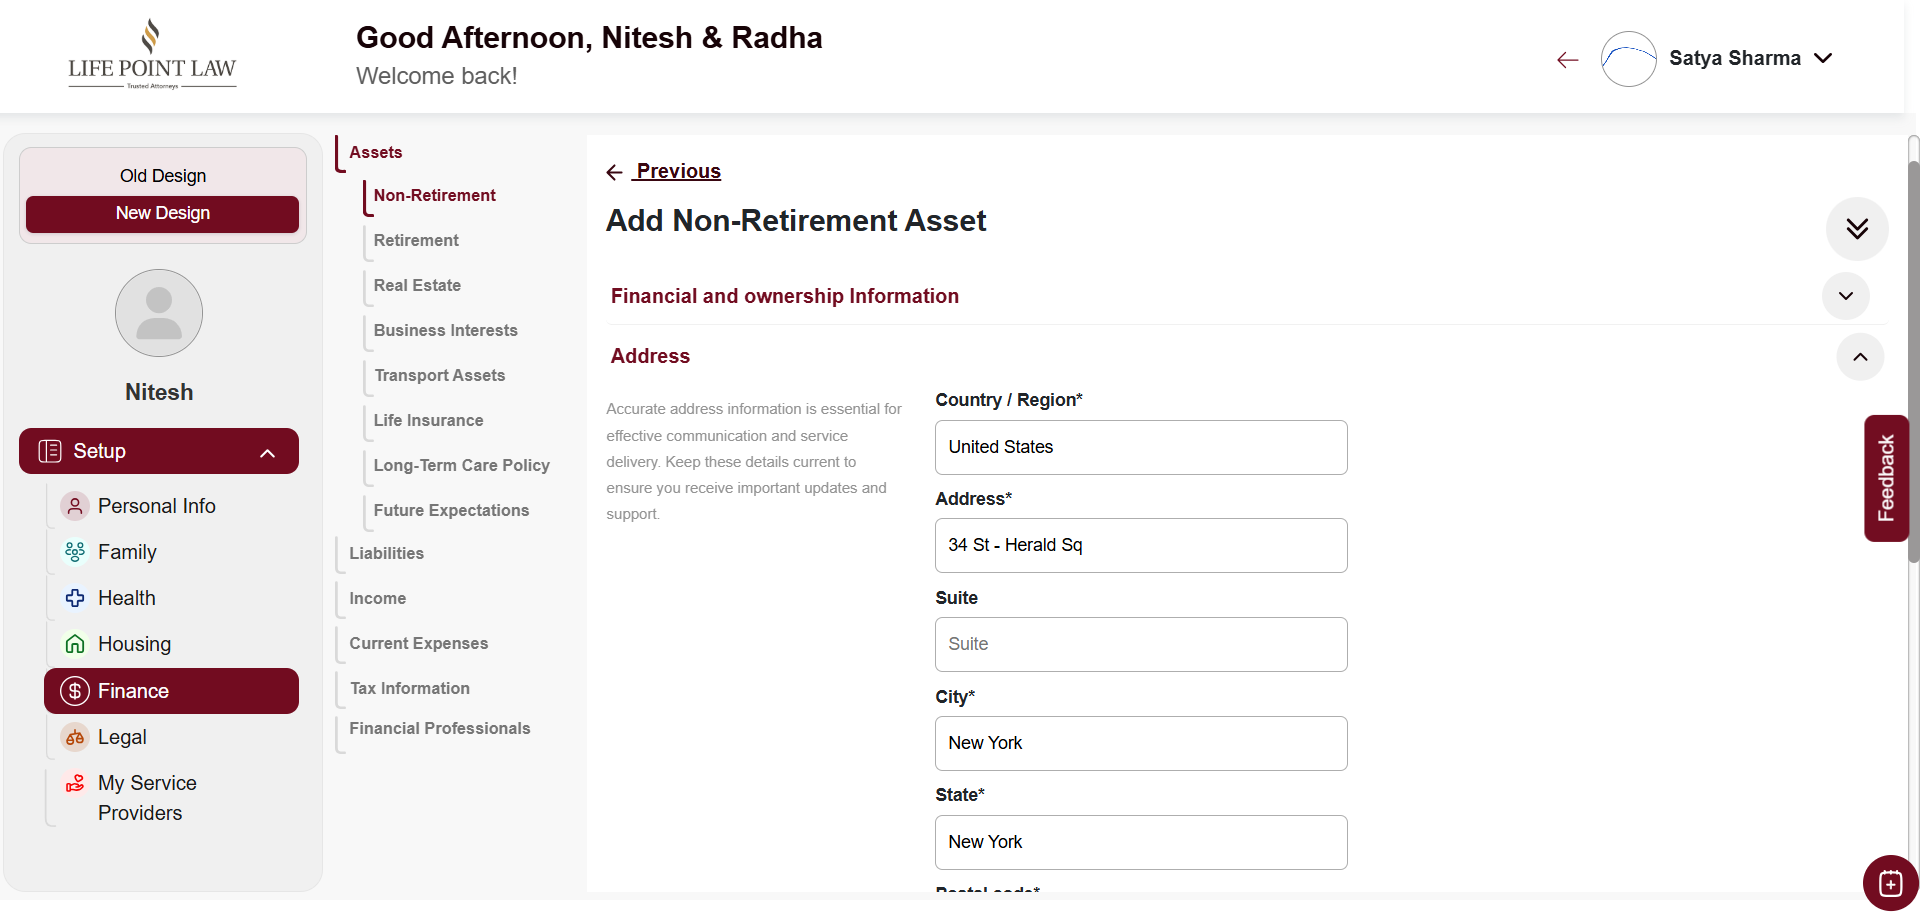 LIFE POINT LAW
Trusted Attorneys
Good Afternoon, Nitesh & Radha
Welcome back!
Satya Sharma
Old Design
New Design
Nitesh
Setup
Personal Info
Family
Health
Housing
Finance
Legal
My Service
Providers
Assets
Non-Retirement
Retirement
Real Estate
Business Interests
Transport Assets
Life Insurance
Long-Term Care Policy
Future Expectations
Liabilities
Income
Current Expenses
Tax Information
Financial Professionals
Previous
Add Non-Retirement Asset
Financial and ownership Information
Address
Accurate address information is essential for
effective communication and service
delivery. Keep these details current to
ensure you receive important updates and
support.
Country / Region*
United States
Address*
34 St - Herald Sq
Suite
Suite
City*
New York
State*
New York
Feedback